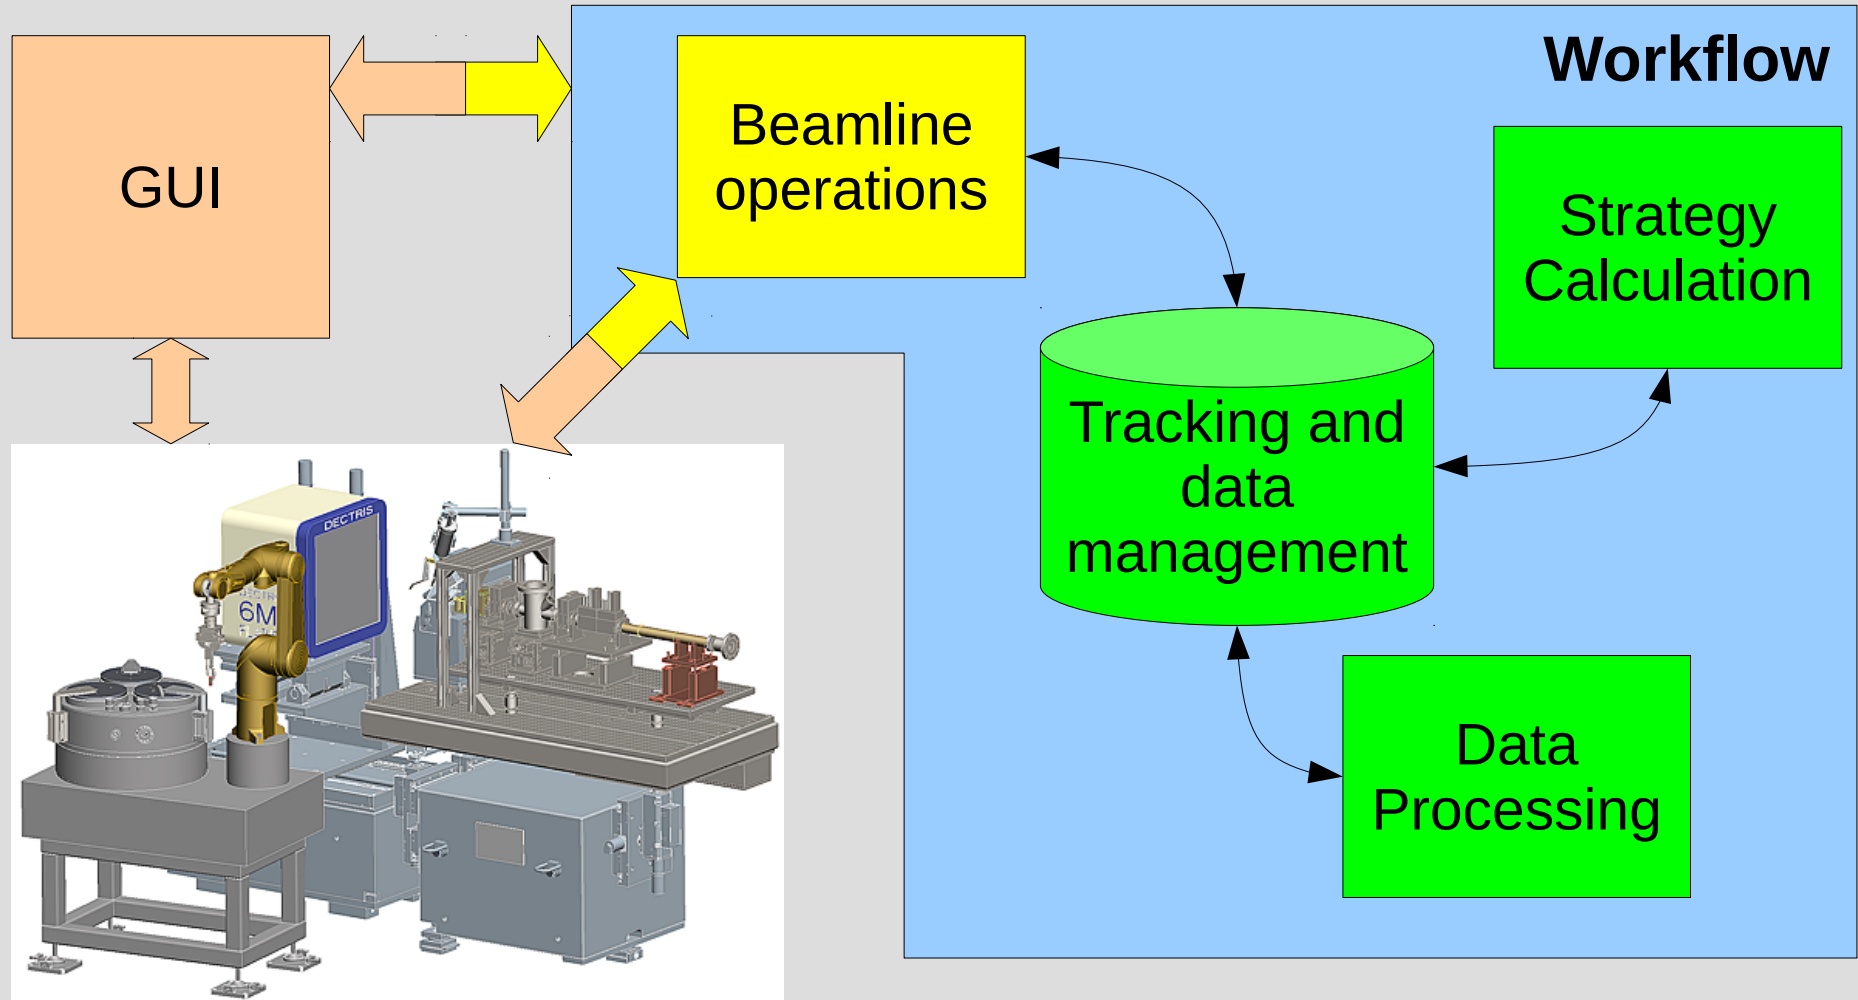 Workflow
GUI
Beamline
operations
Strategy
Calculation
Tracking and
data
management
Data
Processing
DECTRIS
6M